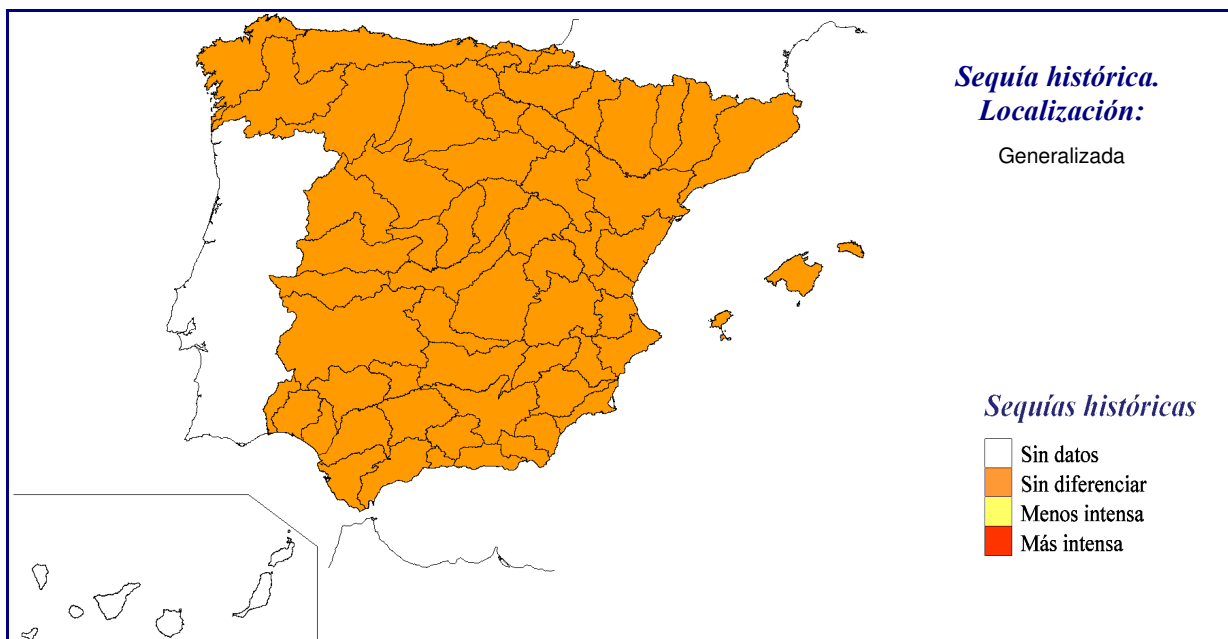 Sequía histórica.
Localización:
Generalizada
Sequías históricas
Sin datos
Sin diferenciar
Menos intensa
Más intensa